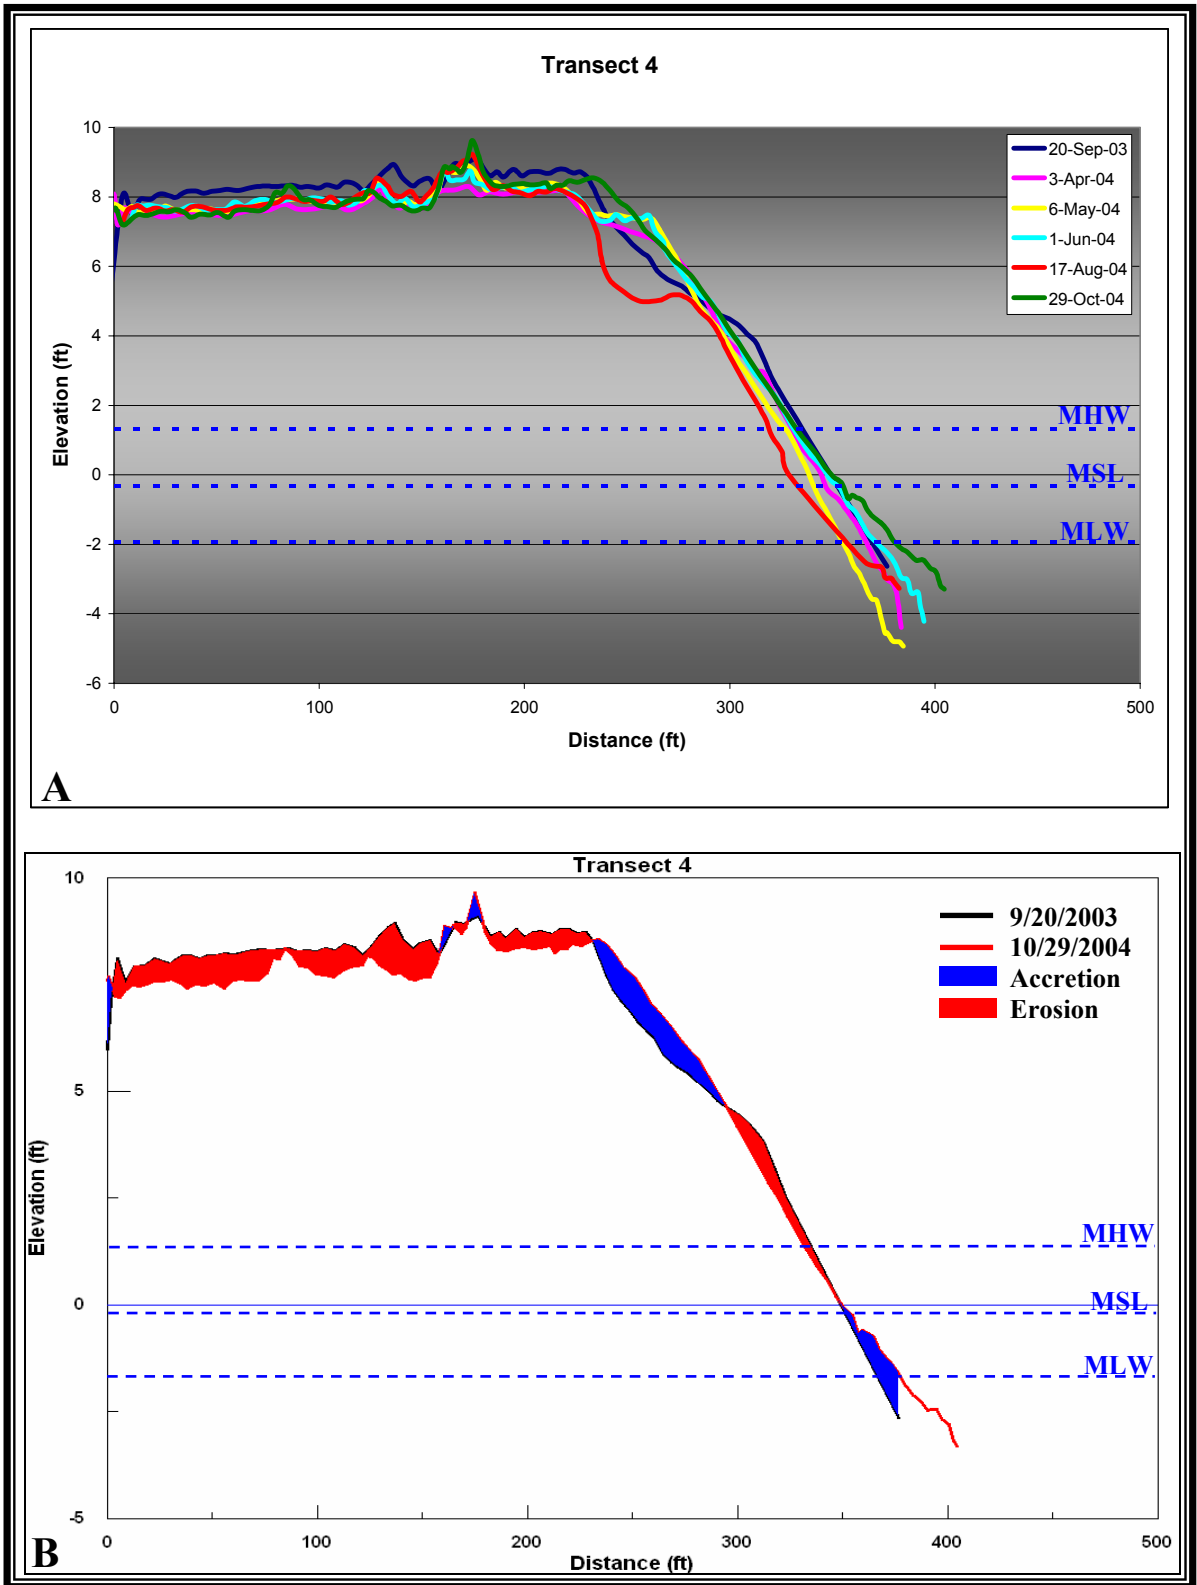 Transect 4
10
8
6
4
2
0
-2
-4
-6
Elevation (ft)
20-Sep-03
3-Apr-04
6-May-04
1-Jun-04
17-Aug-04
29-Oct-04
MHW
MSL
MLW
0 100 200 300 400 500
Distance (ft)
A
Transect 4
10
5
0
-5
Elevation (ft)
9/20/2003
10/29/2004
Accretion
Erosion
MHW
MSL
MLW
0 100 200 300 400 500
Distance (ft)
B